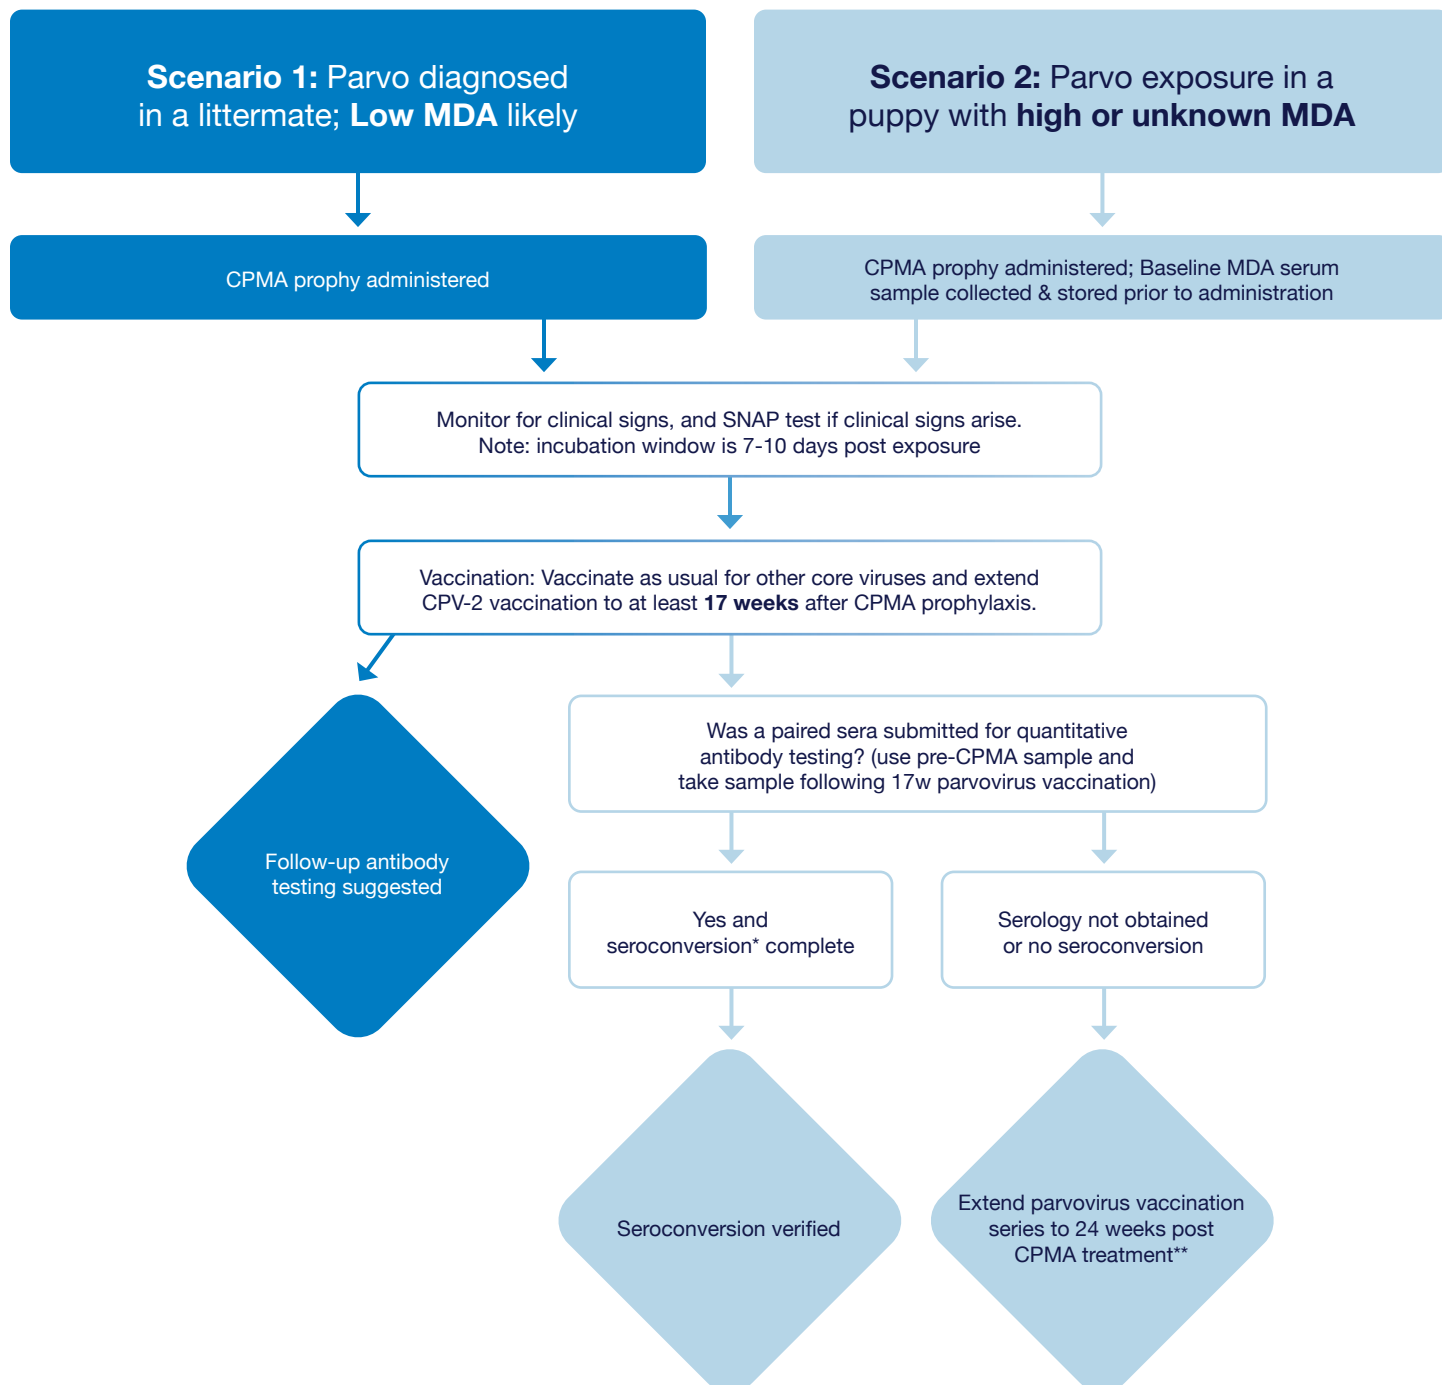 Scenario 1: Parvo diagnosed
in a littermate; Low MDA likely
Scenario 2: Parvo exposure in a
puppy with high or unknown MDA
CPMA prophy administered
CPMA prophy administered; Baseline MDA serum
sample collected & stored prior to administration
Monitor for clinical signs, and SNAP test if clinical signs arise.
Note: incubation window is 7-10 days post exposure
Vaccination: Vaccinate as usual for other core viruses and extend
CPV-2 vaccination to at least 17 weeks after CPMA prophylaxis.
Was a paired sera submitted for quantitative
antibody testing? (use pre-CPMA sample and
take sample following 17w parvovirus vaccination)
Follow-up antibody
testing suggested
Yes and
seroconversion* complete
Serology not obtained
or no seroconversion
Seroconversion verified
Extend parvovirus vaccination
series to 24 weeks post
CPMA treatment**